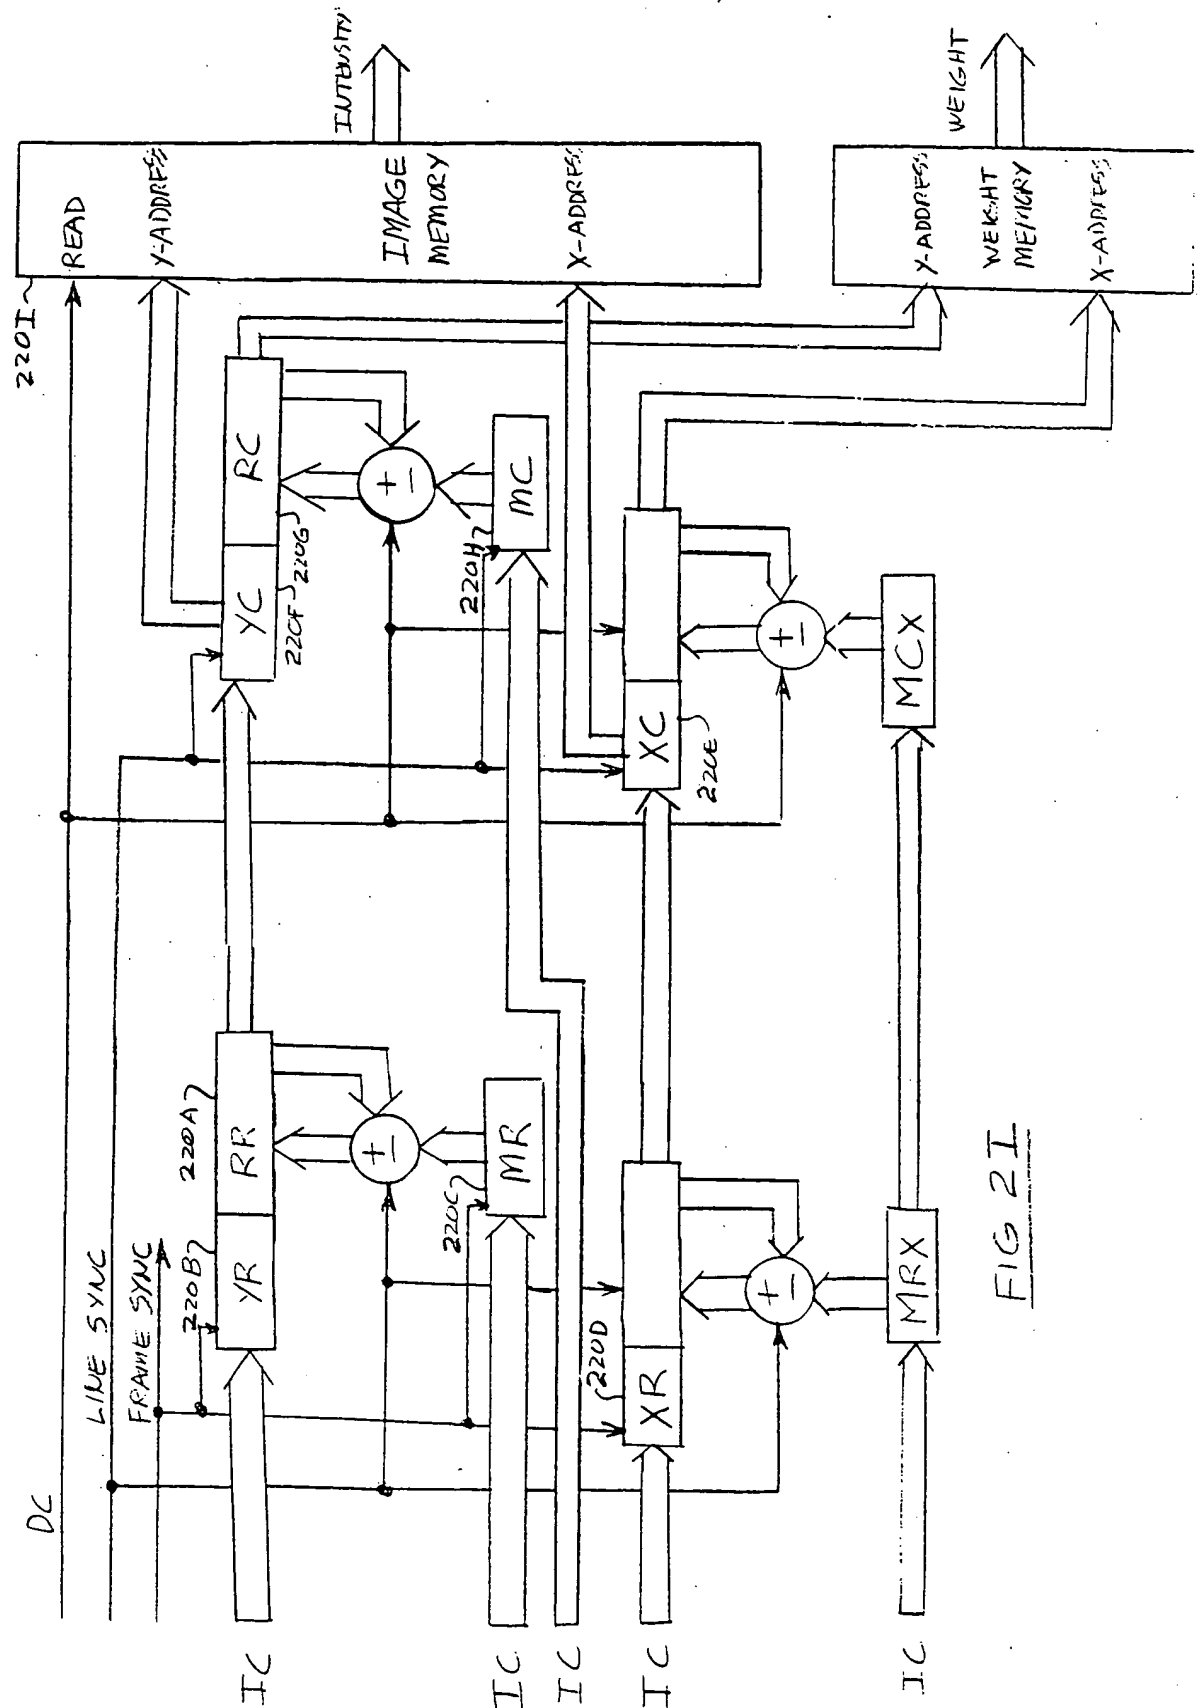 DC
LINE SYNC
FRAME SYNC
220I
READ
Y-ADDRESS
IMAGE
MEMORY
X-ADDRESS
INTENSITY
220B
220A
YR
RR
+
-
220C
MR
220F
220G
YC
RC
+
-
220H
MC
220D
XR
+
-
MRX
220E
XC
+
-
MCX
Y-ADDRESS
WEIGHT
MEMORY
X-ADDRESS
WEIGHT
IC
IC
IC
IC
IC
FIG 2I